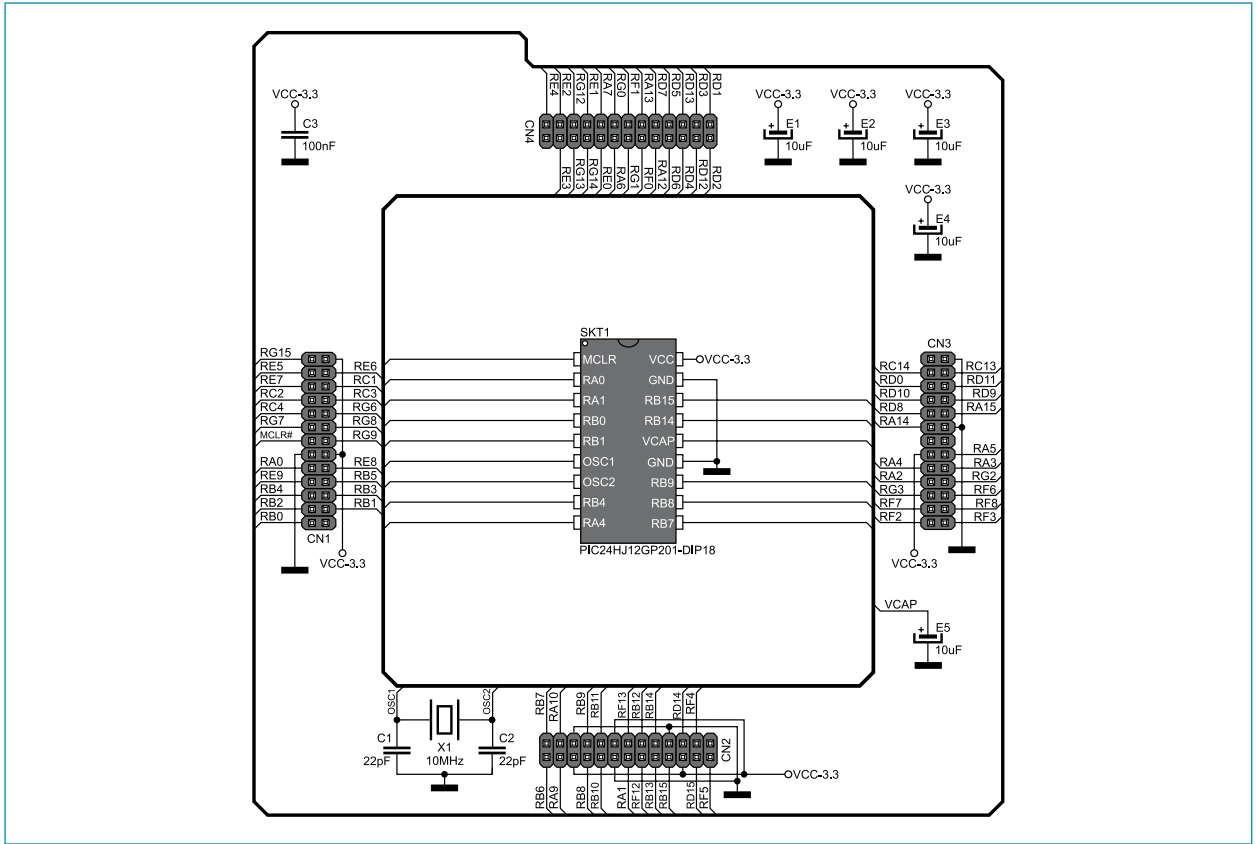 RE4
RE2
RG12
RE1
RA7
RG0
RF1
RA13
RD7
RD5
RD13
RD3
RD1
CN4
RE3
RG13
RG14
RE0
RA6
RG1
RF0
RA12
RD6
RD4
RD12
RD2
VCC-3.3
C3
100nF
VCC-3.3
E1
10uF
VCC-3.3
E2
10uF
VCC-3.3
E3
10uF
VCC-3.3
E4
10uF
SKT1
MCLR
RA0
RA1
RB0
RB1
OSC1
OSC2
RB4
RA4
VCC
GND
RB15
RB14
VCAP
GND
RB9
RB8
RB7
VCC-3.3
PIC24HJ12GP201-DIP18
RG15
RE5
RE7
RC2
RC4
RG7
MCLR#
RA0
RE9
RB4
RB2
RB0
RE6
RC1
RC3
RG6
RG8
RG9
RE8
RB5
RB3
RB1
CN1
VCC-3.3
CN3
RC14
RD0
RD10
RD8
RA14
RA4
RA2
RG3
RF7
RF2
RC13
RD11
RD9
RA15
RA5
RA3
RG2
RF6
RF8
RF3
VCC-3.3
VCAP
E5
10uF
OSC1
OSC2
C1
22pF
X1
10MHz
C2
22pF
RB7
RA10
RB9
RB11
RF13
RB12
RB14
RD14
RF4
CN2
RB6
RA9
RB8
RB10
RA1
RF12
RB13
RB15
RD15
RF5
VCC-3.3